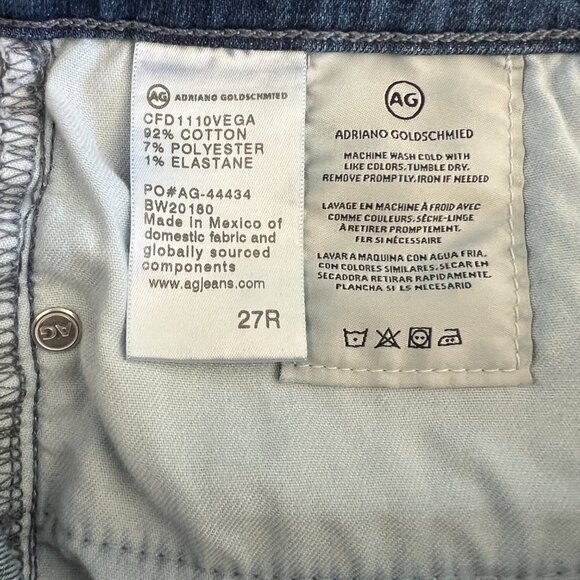 AG ADRIANO GOLDSCHMIED
CFD1110VEGA
92% COTTON
7% POLYESTER
1% ELASTANE
PO#AG-44434
BW20180
Made in Mexico of
domestic fabric and
globally sourced
components
www.agjeans.com
27R
AG
ADRIANO GOLDSCHMIED
MACHINE WASH COLD WITH
LIKE COLORS. TUMBLE DRY.
REMOVE PROMPTLY. IRON IF NEEDED
LAVAGE EN MACHINE À FROID AVEC
COMME COULEURS. SÈCHE-LINGE
À RETIRER PROMPTEMENT.
FER SI NÉCESSAIRE
LAVAR A MAQUINA CON AGUA FRIA,
CON COLORES SIMILARES. SECAR EN
SECADORA RETIRAR RAPIDAMENTE.
PLANCHA SI ES NECESARIO
AG